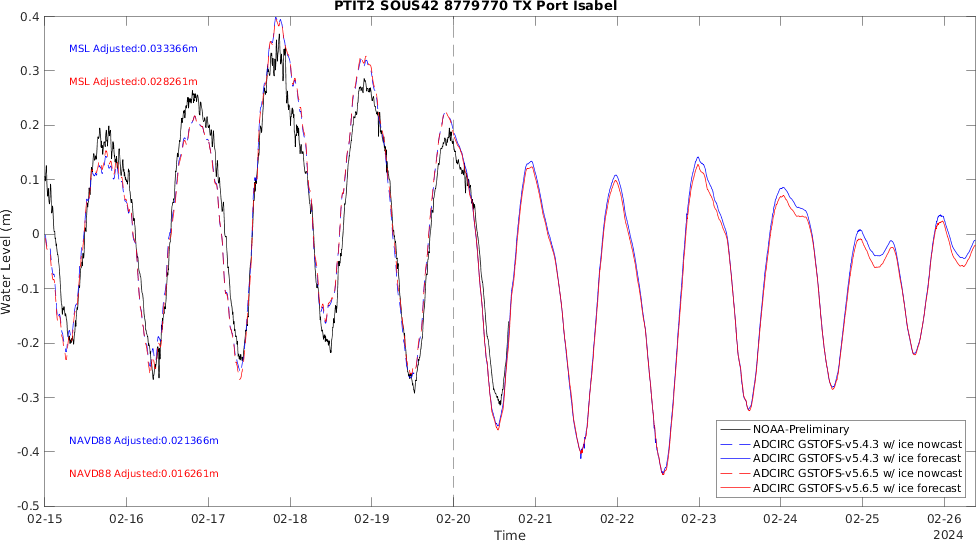 PTIT2 SOUS42 8779770 TX Port Isabel
0.4
MSL Adjusted:0.033366m
0.3
MSL Adjusted:0.028261m
0.2
0.1
0
Water Level (m)
-0.1
-0.2
-0.3
NAVD88 Adjusted:0.021366m
-0.4
NAVD88 Adjusted:0.016261m
-0.5
NOAA-Preliminary
ADCIRC GSTOFS-v5.4.3 w/ ice nowcast
ADCIRC GSTOFS-v5.4.3 w/ ice forecast
ADCIRC GSTOFS-v5.6.5 w/ ice nowcast
ADCIRC GSTOFS-v5.6.5 w/ ice forecast
02-15 02-16 02-17 02-18 02-19 02-20 02-21 02-22 02-23 02-24 02-25 02-26
Time
2024